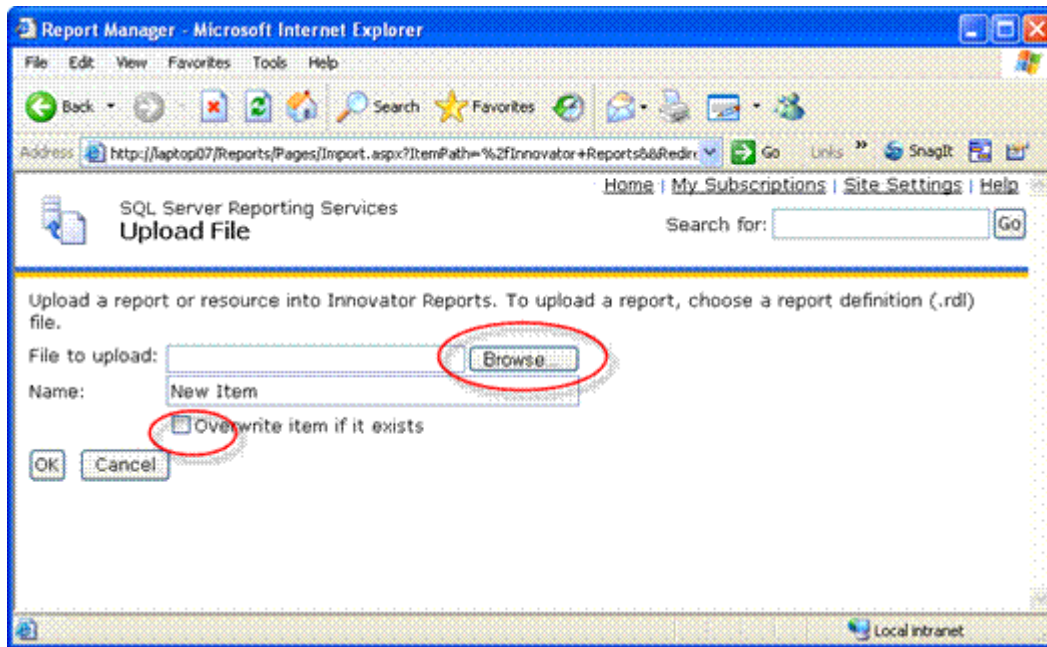 Report Manager - Microsoft Internet Explorer
File Edit View Favorites Tools Help
Back Search Favorites
Address http://laptop07/Reports/Pages/Import.aspx?ItemPath=%2fInnovator+Reports&&Redire Go Links » SnagIt
Home | My Subscriptions | Site Settings | Help
SQL Server Reporting Services
Upload File
Search for: Go
Upload a report or resource into Innovator Reports. To upload a report, choose a report definition (.rdl)
file.
File to upload: Browse...
Name: New Item
Overwrite item if it exists
OK Cancel
Local intranet